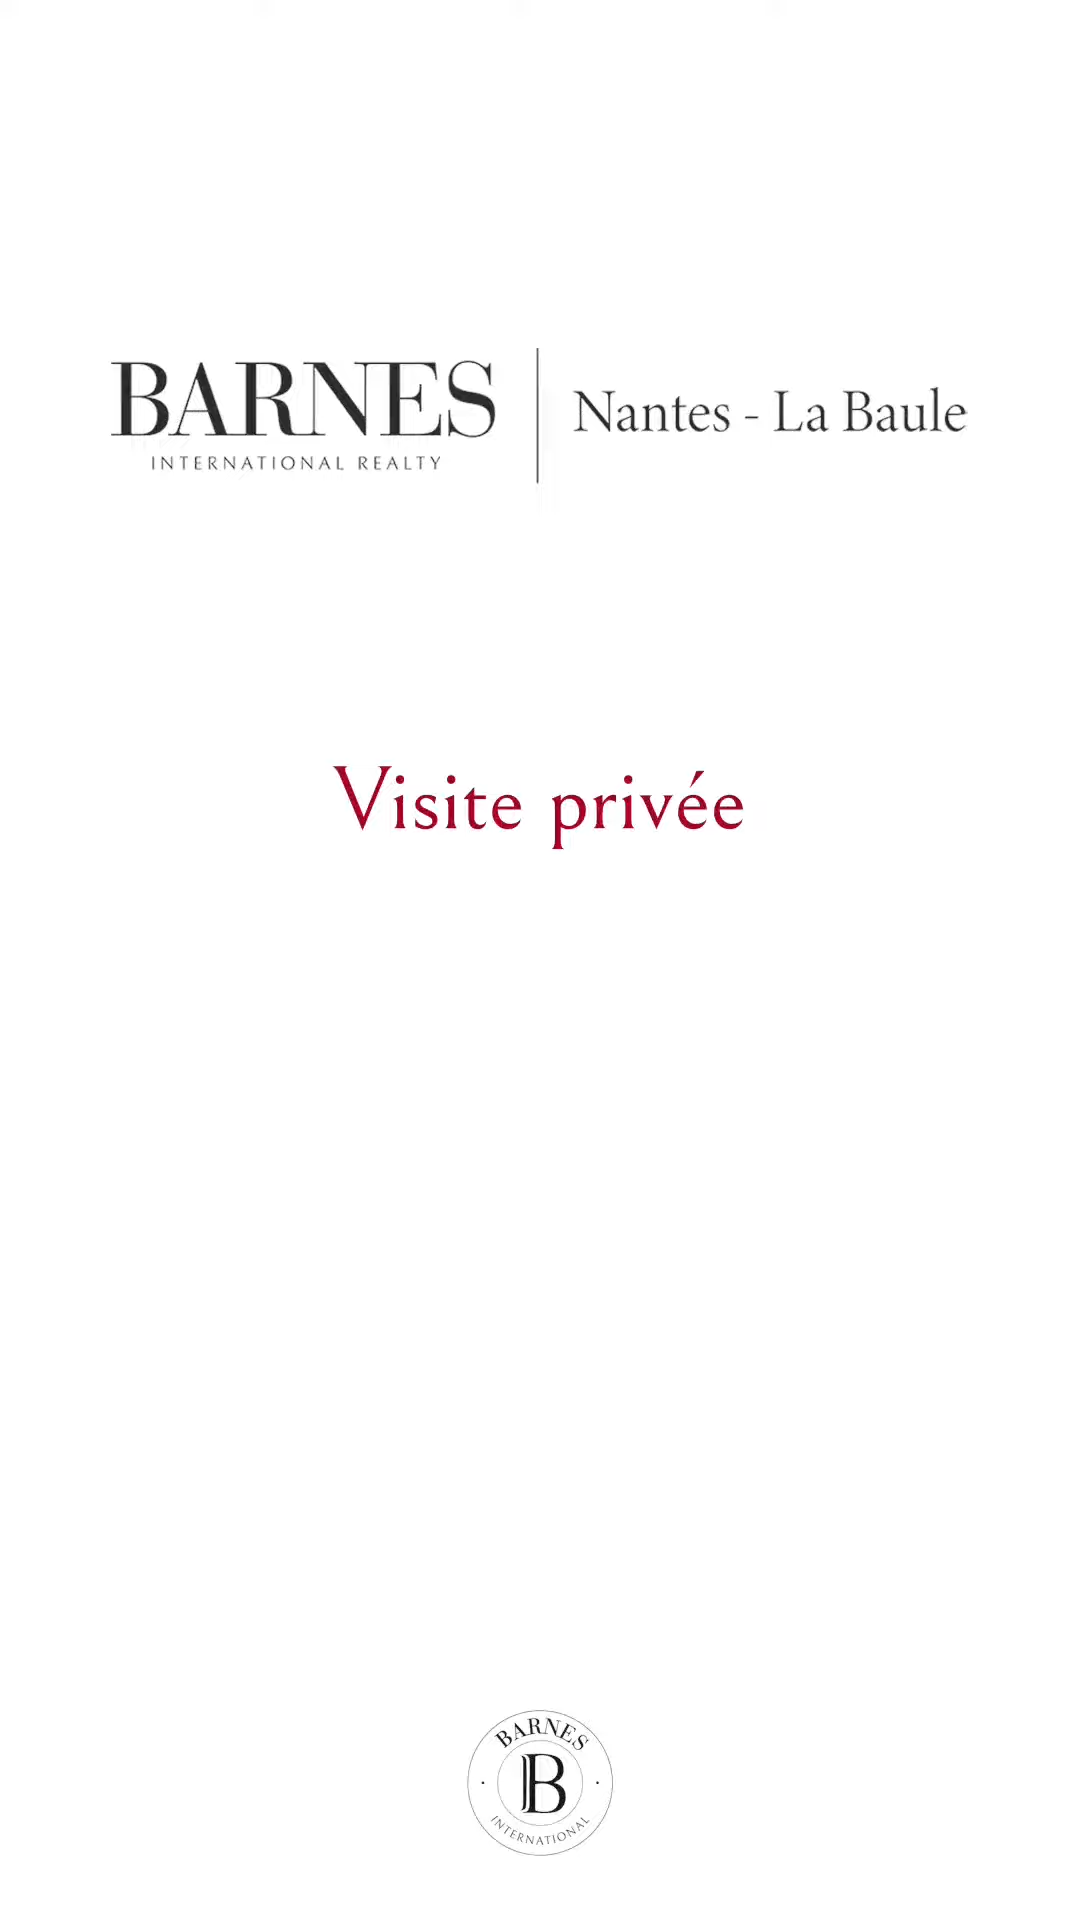 BARNES
INTERNATIONAL REALTY
Nantes - La Baule
Visite privée
BARNES
B
INTERNATIONAL